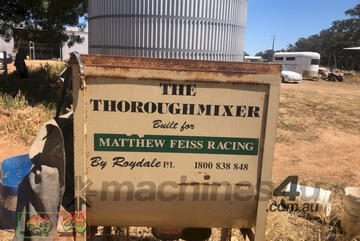 THE
THOROUGHMIXER
Built for
MATTHEW FEISS RACING
By Roydale P.L 1800 838 848
machines4u
.com.au